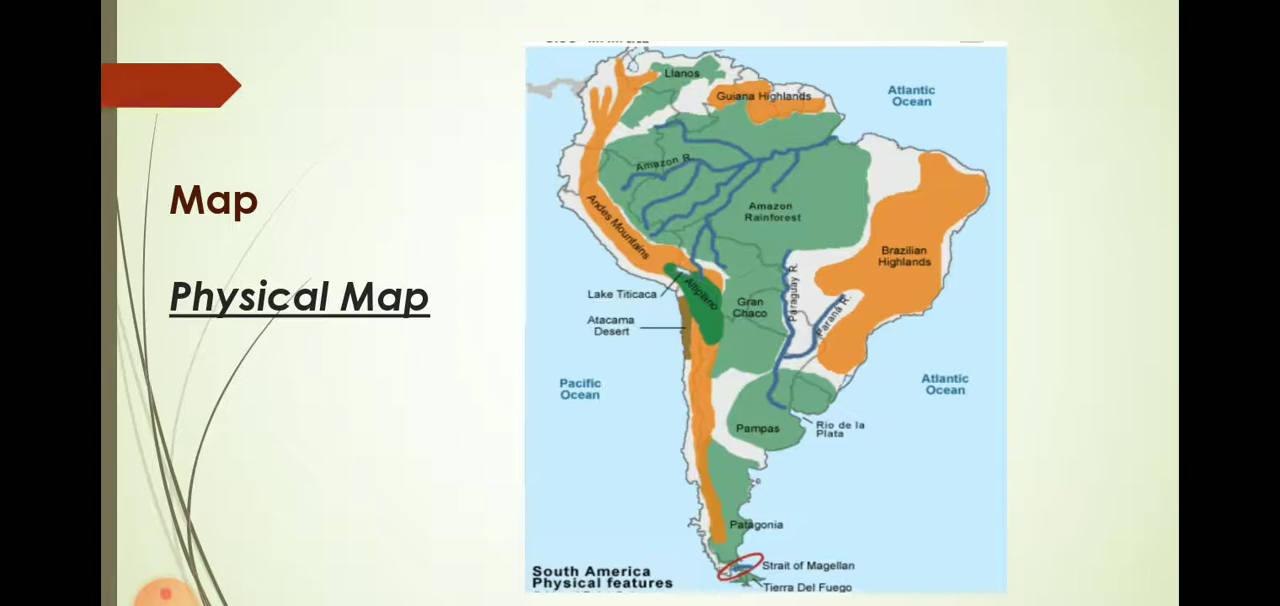 Map
Physical Map
Llanos
Guiana Highlands
Atlantic
Ocean
Amazon R.
Amazon
Rainforest
Andes Mountains
Brazilian
Highlands
Lake Titicaca
Altiplano
Gran
Chaco
Paraguay R.
Paraná R.
Atacama
Desert
Pacific
Ocean
Atlantic
Ocean
Pampas
Rio de la
Plata
Patagonia
Strait of Magellan
Tierra Del Fuego
South America
Physical features